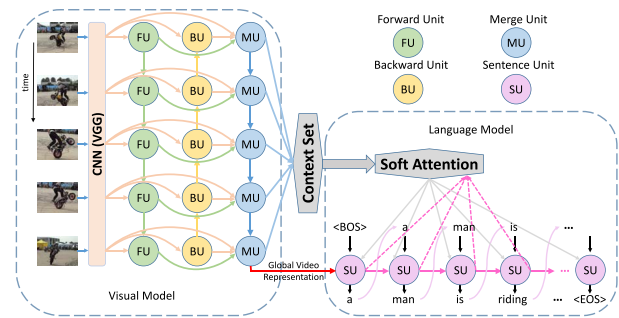 Forward Unit
Merge Unit
FU
MU
Backward Unit
Sentence Unit
BU
SU
time
CNN (VGG)
FU BU MU
FU BU MU
FU BU MU
FU BU MU
FU BU MU
Visual Model
Context Set
Global Video
Representation
Language Model
Soft Attention
<BOS> a man is ...
SU SU SU SU ... SU
a man is riding ... <EOS>